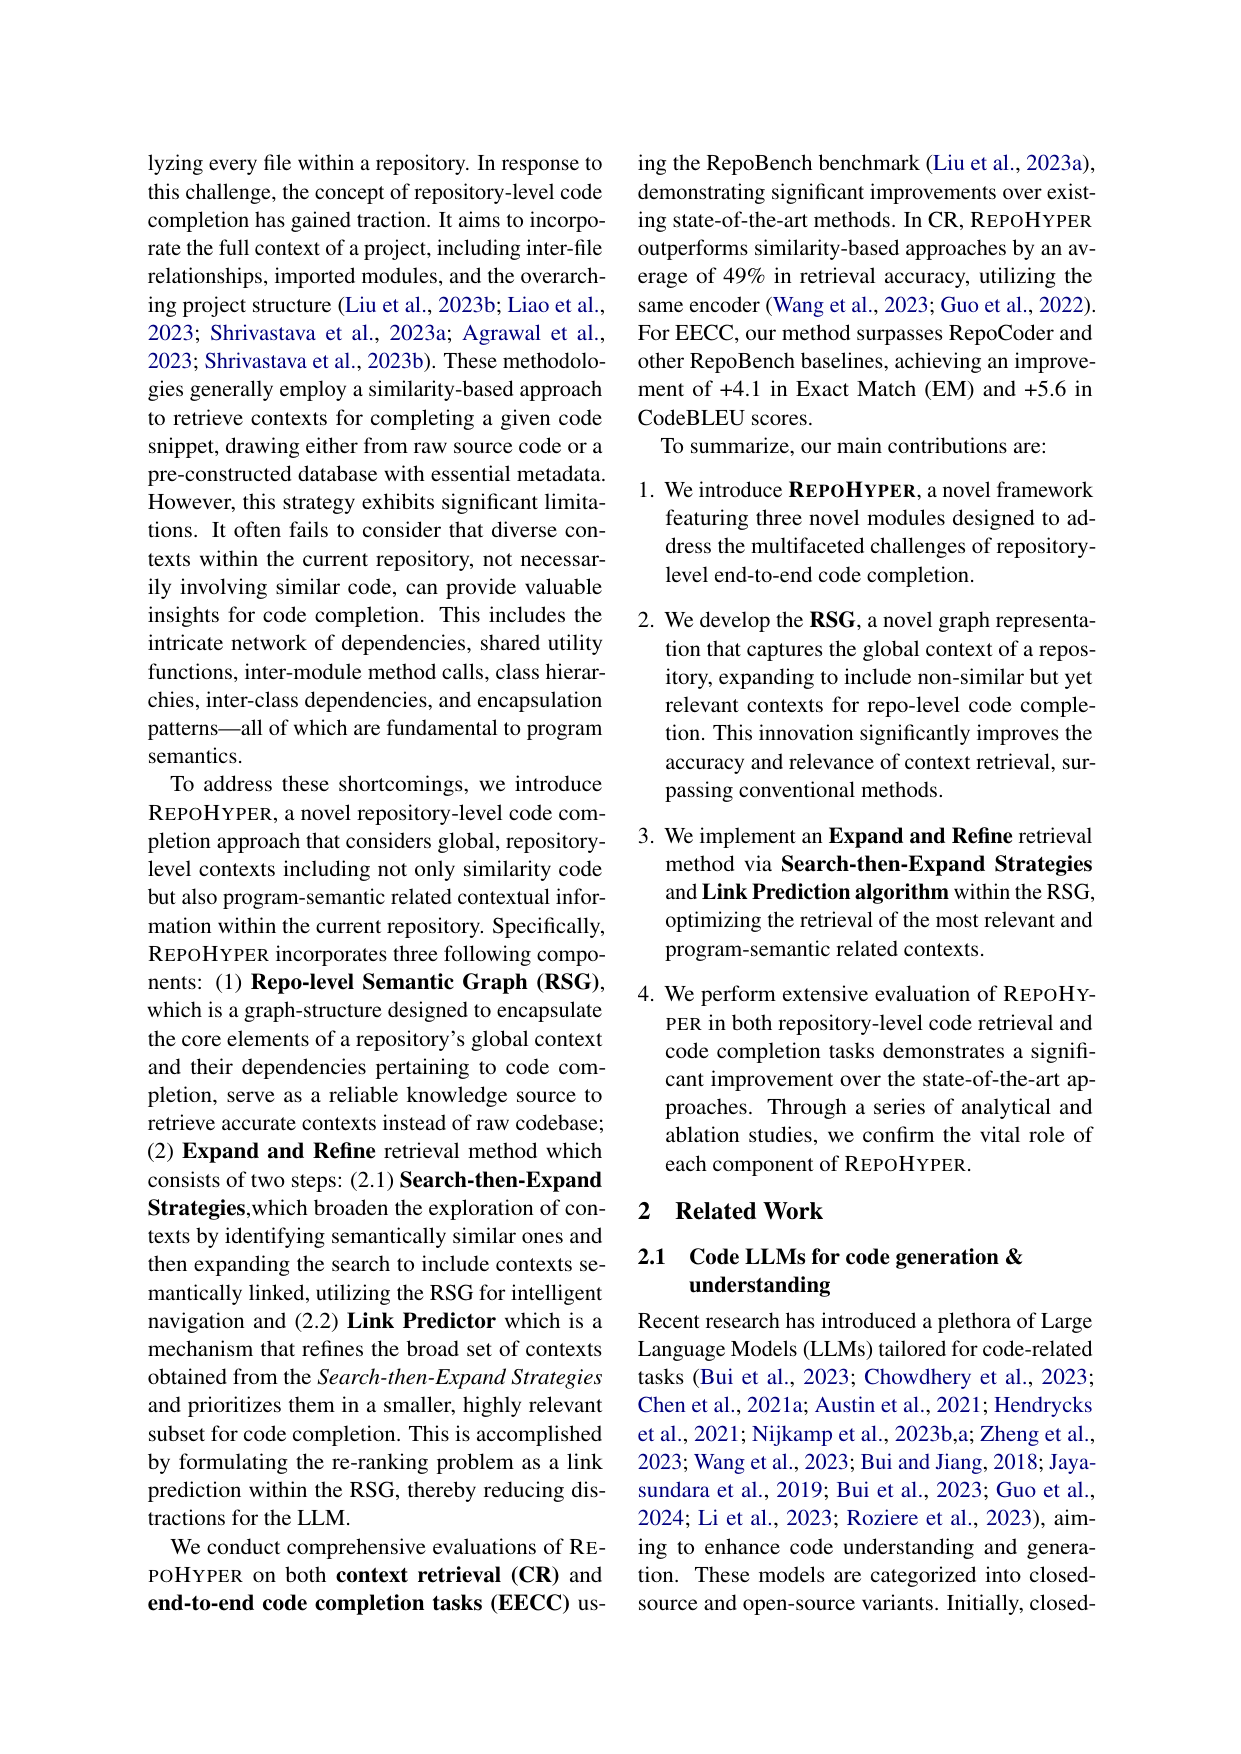 lyzing every file within a repository. In response to
this challenge, the concept of repository-level code
completion has gained traction. It aims to incorpo-
rate the full context of a project, including inter-file
relationships, imported modules, and the overarch-
ing project structure (Liu et al., 2023b; Liao et al.,
2023; Shrivastava et al., 2023a; Agrawal et al.,
2023; Shrivastava et al., 2023b). These methodolo-
gies generally employ a similarity-based approach
to retrieve contexts for completing a given code
snippet, drawing either from raw source code or a
pre-constructed database with essential metadata.
However, this strategy exhibits significant limita-
tions. It often fails to consider that diverse con-
texts within the current repository, not necessar-
ily involving similar code, can provide valuable
insights for code completion. This includes the
intricate network of dependencies, shared utility
functions, inter-module method calls, class hierar-
chies, inter-class dependencies, and encapsulation
patterns—all of which are fundamental to program
semantics.
To address these shortcomings, we introduce
REPOHYPER, a novel repository-level code com-
pletion approach that considers global, repository-
level contexts including not only similarity code
but also program-semantic related contextual infor-
mation within the current repository. Specifically,
REPOHYPER incorporates three following compo-
nents: (1) Repo-level Semantic Graph (RSG),
which is a graph-structure designed to encapsulate
the core elements of a repository's global context
and their dependencies pertaining to code com-
pletion, serve as a reliable knowledge source to
retrieve accurate contexts instead of raw codebase;
(2) Expand and Refine retrieval method which
consists of two steps: (2.1) Search-then-Expand
Strategies,which broaden the exploration of con-
texts by identifying semantically similar ones and
then expanding the search to include contexts se-
mantically linked, utilizing the RSG for intelligent
navigation and (2.2) Link Predictor which is a
mechanism that refines the broad set of contexts
obtained from the Search-then-Expand Strategies
and prioritizes them in a smaller, highly relevant
subset for code completion. This is accomplished
by formulating the re-ranking problem as a link
prediction within the RSG, thereby reducing dis-
tractions for the LLM.
We conduct comprehensive evaluations of RE-
POHYPER on both context retrieval (CR) and
end-to-end code completion tasks (EECC) us-
ing the RepoBench benchmark (Liu et al., 2023a),
demonstrating significant improvements over exist-
ing state-of-the-art methods. In CR, REPOHYPER
outperforms similarity-based approaches by an av-
erage of 49% in retrieval accuracy, utilizing the
same encoder (Wang et al., 2023; Guo et al., 2022).
For EECC, our method surpasses RepoCoder and
other RepoBench baselines, achieving an improve-
ment of +4.1 in Exact Match (EM) and +5.6 in
CodeBLEU scores.
To summarize, our main contributions are:
1. We introduce REPOHYPER, a novel framework
featuring three novel modules designed to ad-
dress the multifaceted challenges of repository-
level end-to-end code completion.
2. We develop the RSG, a novel graph representa-
tion that captures the global context of a repos-
itory, expanding to include non-similar but yet
relevant contexts for repo-level code comple-
tion. This innovation significantly improves the
accuracy and relevance of context retrieval, sur-
passing conventional methods.
3. We implement an Expand and Refine retrieval
method via Search-then-Expand Strategies
and Link Prediction algorithm within the RSG,
optimizing the retrieval of the most relevant and
program-semantic related contexts.
4. We perform extensive evaluation of REPOHY-
PER in both repository-level code retrieval and
code completion tasks demonstrates a signifi-
cant improvement over the state-of-the-art ap-
proaches. Through a series of analytical and
ablation studies, we confirm the vital role of
each component of REPOHYPER.
2 Related Work
2.1 Code LLMs for code generation &
understanding
Recent research has introduced a plethora of Large
Language Models (LLMs) tailored for code-related
tasks (Bui et al., 2023; Chowdhery et al., 2023;
Chen et al., 2021a; Austin et al., 2021; Hendrycks
et al., 2021; Nijkamp et al., 2023b,a; Zheng et al.,
2023; Wang et al., 2023; Bui and Jiang, 2018; Jaya-
sundara et al., 2019; Bui et al., 2023; Guo et al.,
2024; Li et al., 2023; Roziere et al., 2023), aim-
ing to enhance code understanding and genera-
tion. These models are categorized into closed-
source and open-source variants. Initially, closed-